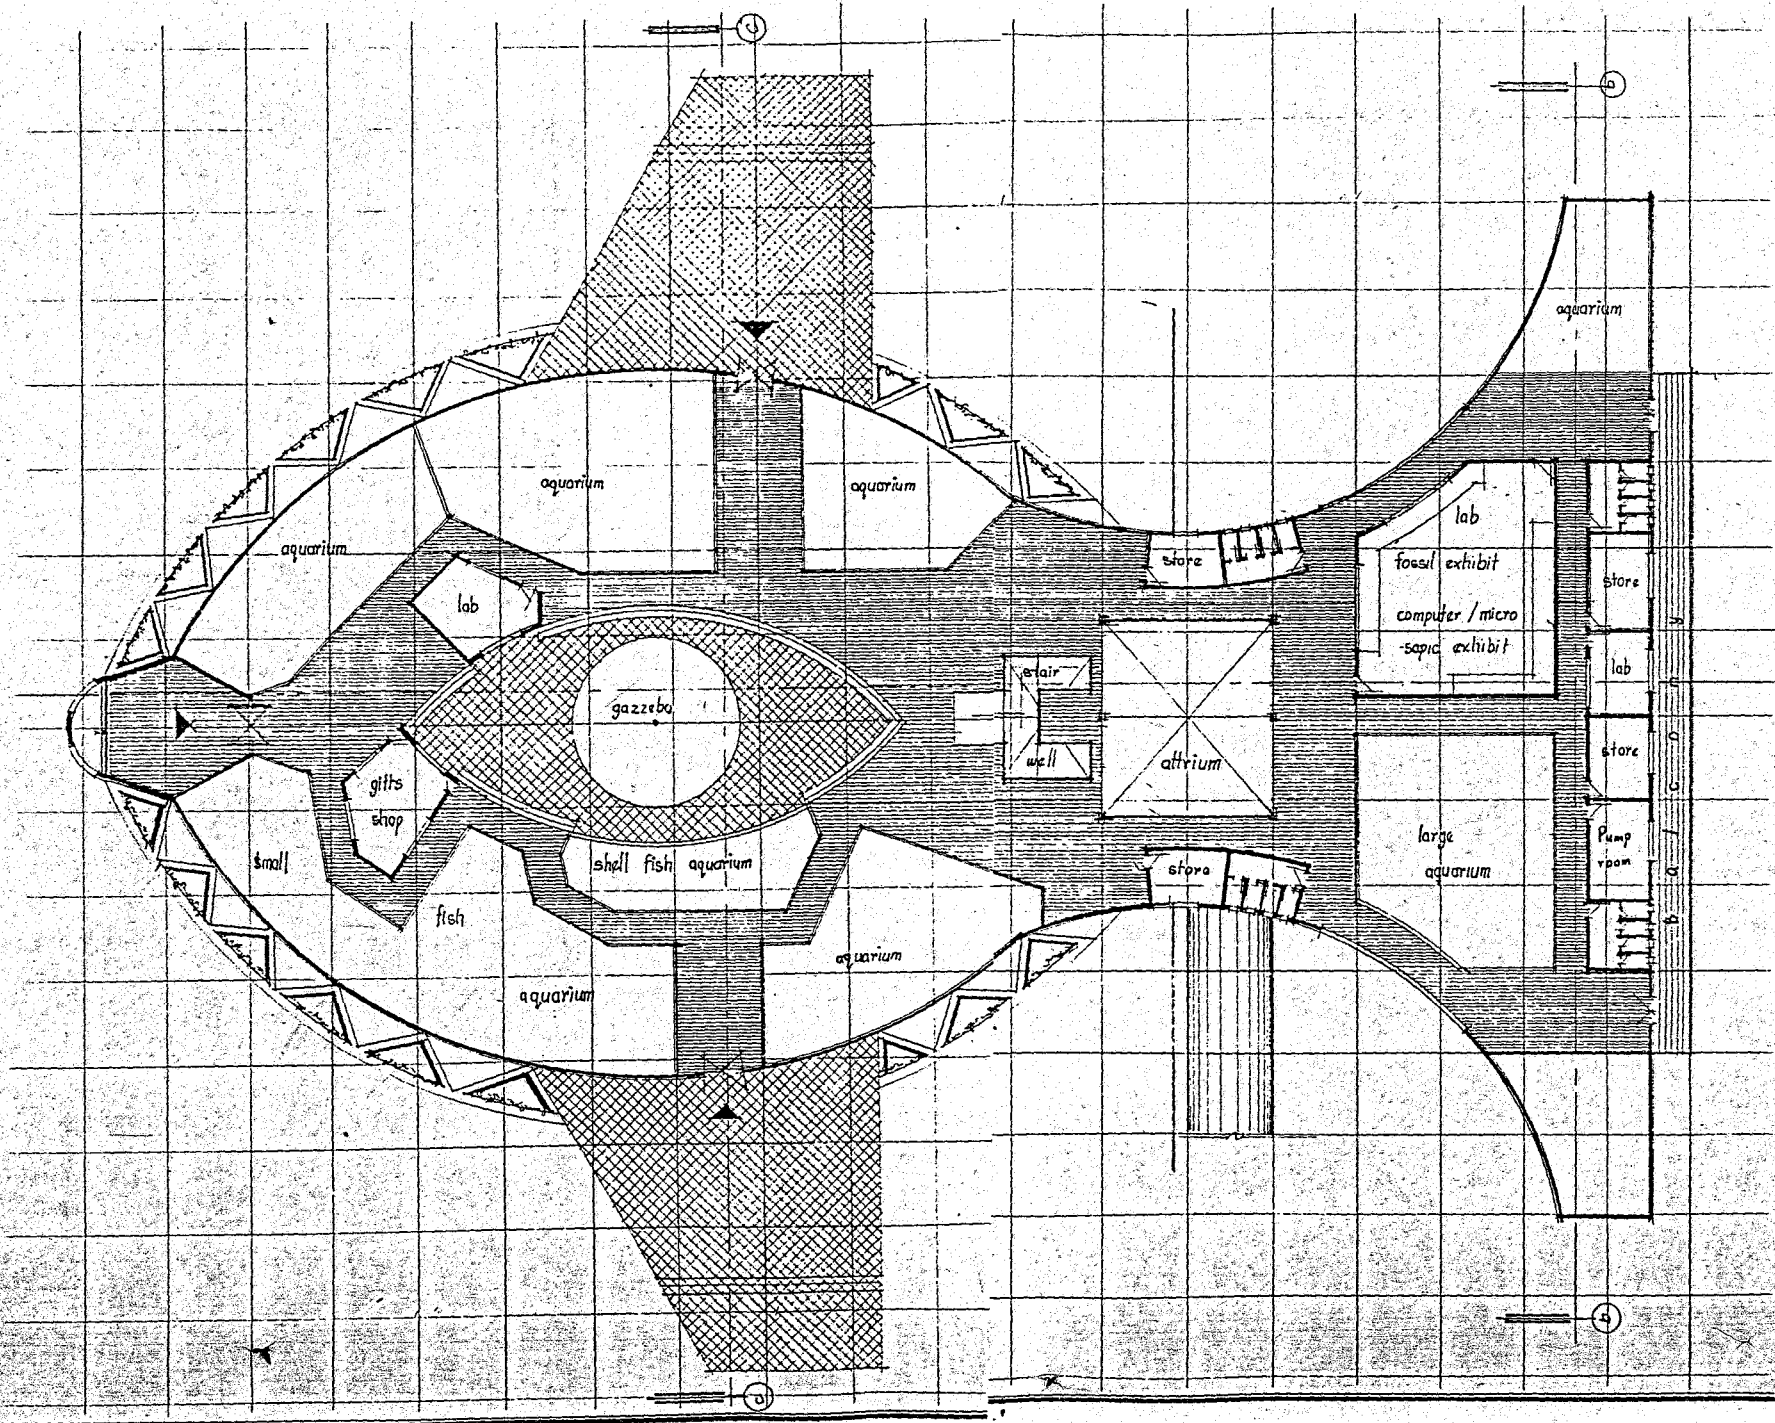 aquarium
aquarium
aquarium
aquarium
lab
store
lab
fossil exhibit
computer / micro
-sopic exhibit
store
lab
store
Pump
room
balcony
stair
well
attrium
gazzebo
gifts
shop
small
fish
aquarium
shell fish aquarium
aquarium
store
large
aquarium